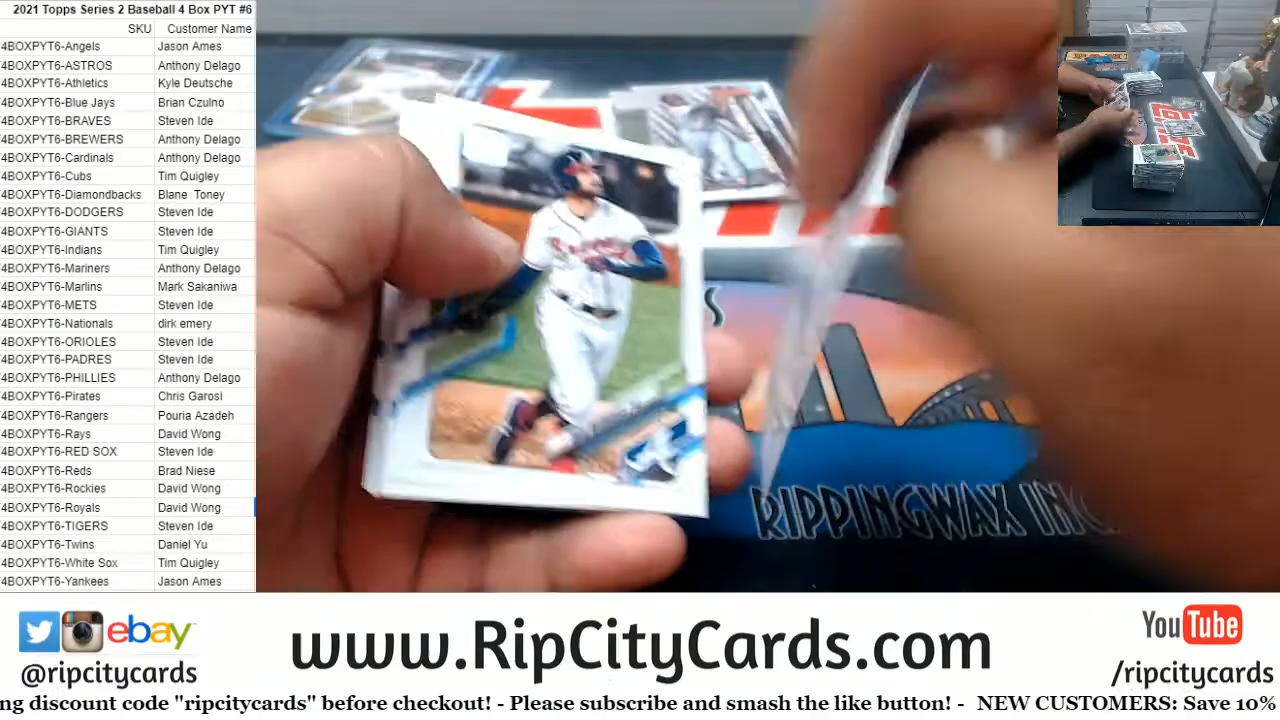 2021 Topps Series 2 Baseball 4 Box PYT #6
SKU Customer Name
4BOXPYT6-Angels Jason Ames
4BOXPYT6-ASTROS Anthony Delago
4BOXPYT6-Athletics Kyle Deutsche
4BOXPYT6-Blue Jays Brian Czulno
4BOXPYT6-BRAVES Steven Ide
4BOXPYT6-BREWERS Anthony Delago
4BOXPYT6-Cardinals Anthony Delago
4BOXPYT6-Cubs Tim Quigley
4BOXPYT6-Diamondbacks Blane Toney
4BOXPYT6-DODGERS Steven Ide
4BOXPYT6-GIANTS Steven Ide
4BOXPYT6-Indians Tim Quigley
4BOXPYT6-Mariners Anthony Delago
4BOXPYT6-Marlins Mark Sakaniwa
4BOXPYT6-METS Steven Ide
4BOXPYT6-Nationals dirk emery
4BOXPYT6-ORIOLES Steven Ide
4BOXPYT6-PADRES Steven Ide
4BOXPYT6-PHILLIES Anthony Delago
4BOXPYT6-Pirates Chris Garosi
4BOXPYT6-Rangers Pouria Azadeh
4BOXPYT6-Rays David Wong
4BOXPYT6-RED SOX Steven Ide
4BOXPYT6-Reds Brad Niese
4BOXPYT6-Rockies David Wong
4BOXPYT6-Royals David Wong
4BOXPYT6-TIGERS Steven Ide
4BOXPYT6-Twins Daniel Yu
4BOXPYT6-White Sox Tim Quigley
4BOXPYT6-Yankees Jason Ames
RIPPINGWAX INC
ebay
@ripcitycards
www.RipCityCards.com
YouTube
/ripcitycards
ng discount code "ripcitycards" before checkout! - Please subscribe and smash the like button! - NEW CUSTOMERS: Save 10%